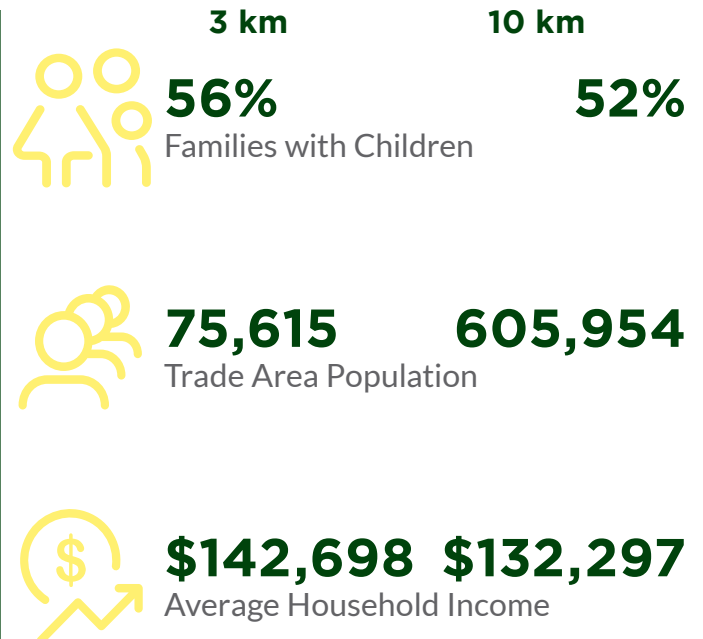 3 km 10 km
56% 52%
Families with Children
75,615 605,954
Trade Area Population
$
$142,698 $132,297
Average Household Income